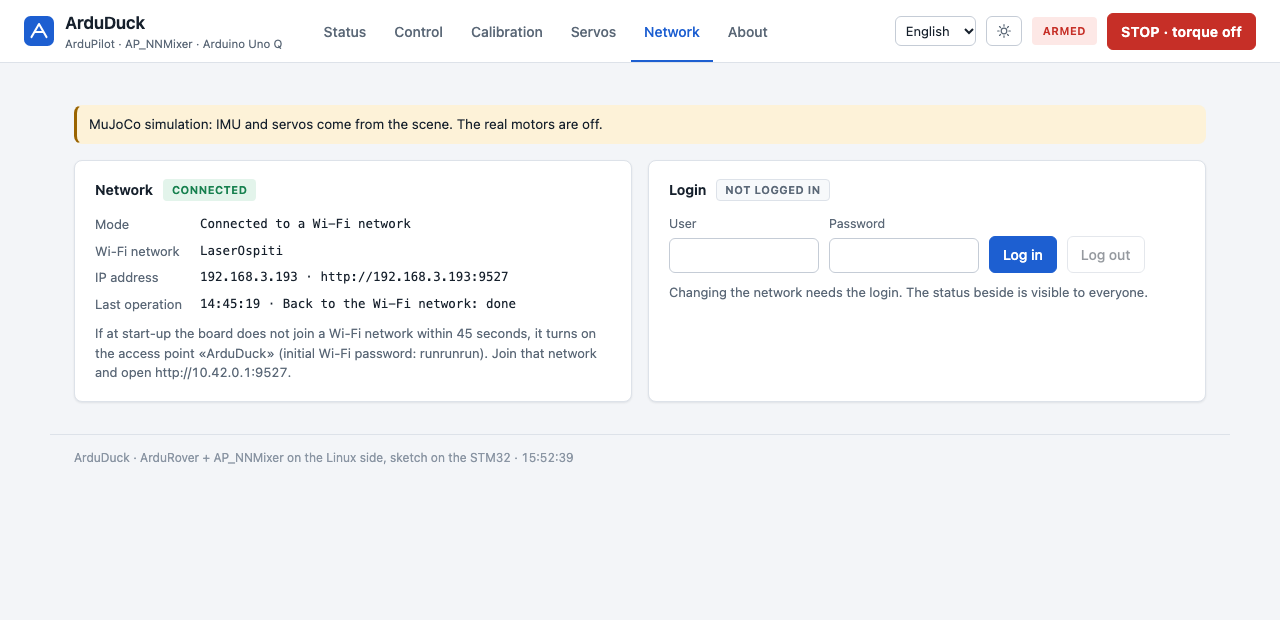 ArduDuck
ArduPilot · AP_NNMixer · Arduino Uno Q
Status
Control
Calibration
Servos
Network
About
English
ARMED
STOP · torque off
MuJoCo simulation: IMU and servos come from the scene. The real motors are off.
Network
CONNECTED
Mode
Connected to a Wi-Fi network
Wi-Fi network
LaserOspiti
IP address
192.168.3.193 · http://192.168.3.193:9527
Last operation
14:45:19 · Back to the Wi-Fi network: done
If at start-up the board does not join a Wi-Fi network within 45 seconds, it turns on
the access point «ArduDuck» (initial Wi-Fi password: runrunrun). Join that network
and open http://10.42.0.1:9527.
Login
NOT LOGGED IN
User
Password
Log in
Log out
Changing the network needs the login. The status beside is visible to everyone.
ArduDuck · ArduRover + AP_NNMixer on the Linux side, sketch on the STM32 · 15:52:39